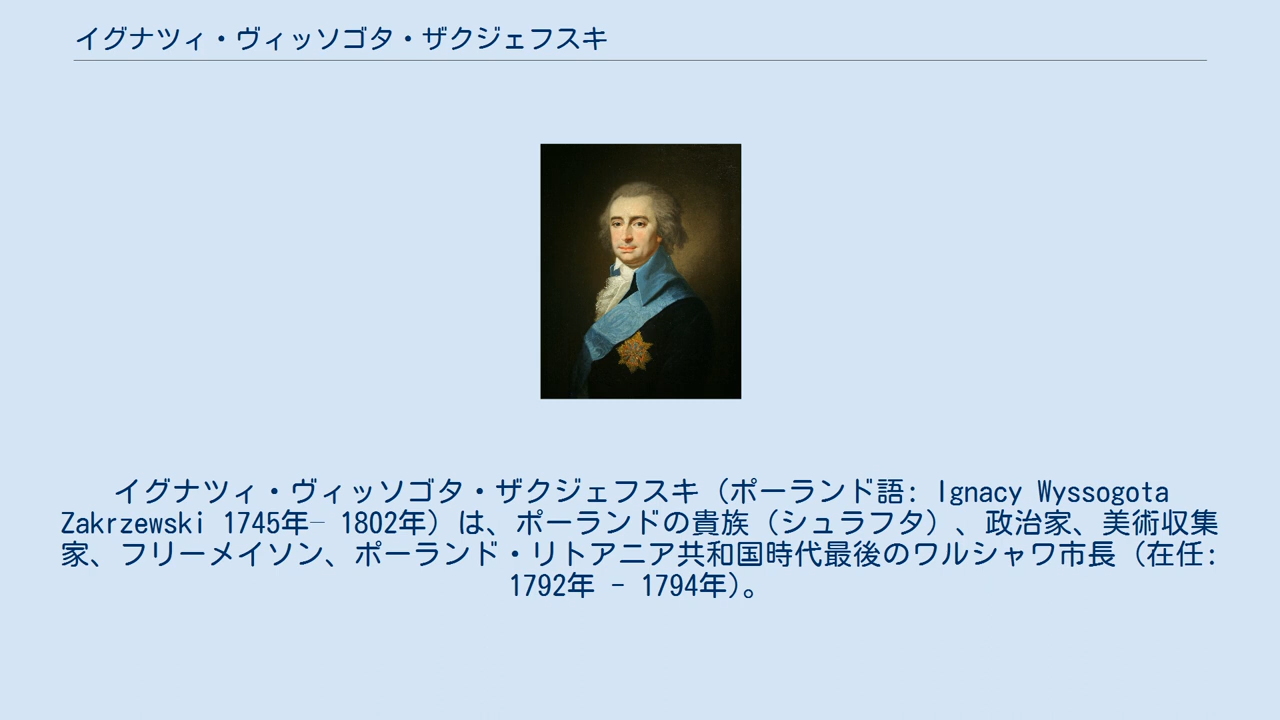 イグナツィ・ヴィッソゴタ・ザクジェフスキ
イグナツィ・ヴィッソゴタ・ザクジェフスキ（ポーランド語: Ignacy Wyssogota
Zakrzewski 1745年– 1802年）は、ポーランドの貴族（シュラフタ）、政治家、美術収集
家、フリーメイソン、ポーランド・リトアニア共和国時代最後のワルシャワ市長（在任:
1792年 - 1794年)。